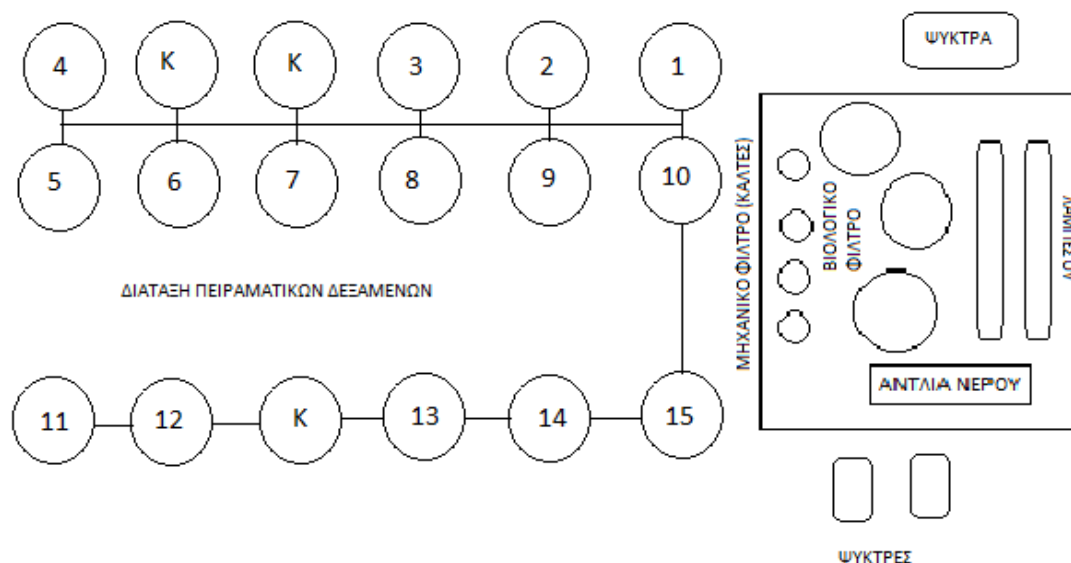 ΨΥΚΤΡΑ
4 K K 3 2 1
5 6 7 8 9 10
ΜΗΧΑΝΙΚΟ ΦΙΛΤΡΟ (ΚΑΛΤΕΣ)
ΒΙΟΛΟΓΙΚΟ
ΦΙΛΤΡΟ
ΔΙΑΤΑΞΗ ΠΕΙΡΑΜΑΤΙΚΩΝ ΔΕΞΑΜΕΝΩΝ
ΑΝΤΛΙΑ ΝΕΡΟΥ
11 12 K 13 14 15
ΨΥΚΤΡΕΣ